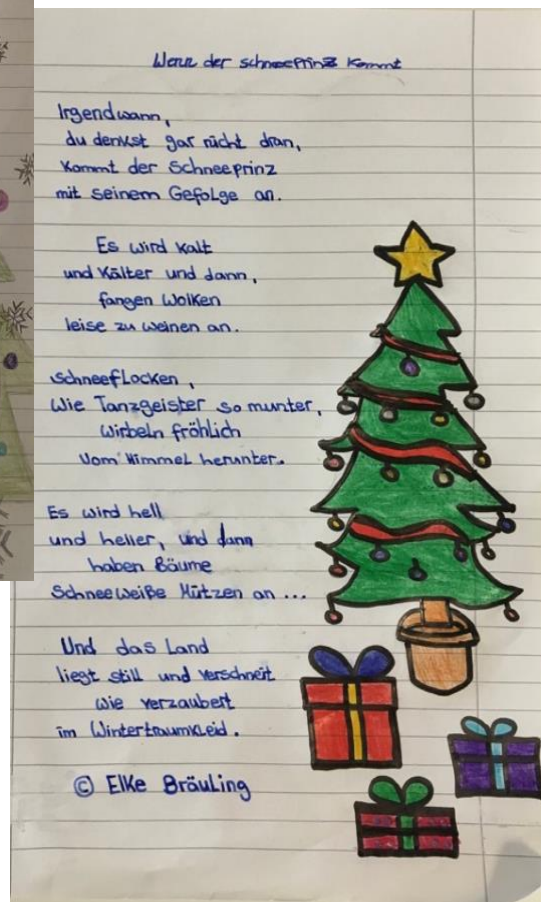 Wenn der schneeprinz kommt
Irgendwann,
du denkst gar nicht dran,
kommt der Schneeprinz
mit seinem Gefolge an.
Es wird kalt
und kälter und dann,
fangen Wolken
leise zu weinen an.
Schneeflocken,
Wie Tanzgeister so munter,
Wirbeln fröhlich
Vom Himmel herunter.
Es wird hell
und heller, und dann
haben Bäume
Schneeweiße Mützen an ...
Und das Land
liegt still und verschneit
wie verzaubert
im Wintertraumkleid.
© Elke Bräuling